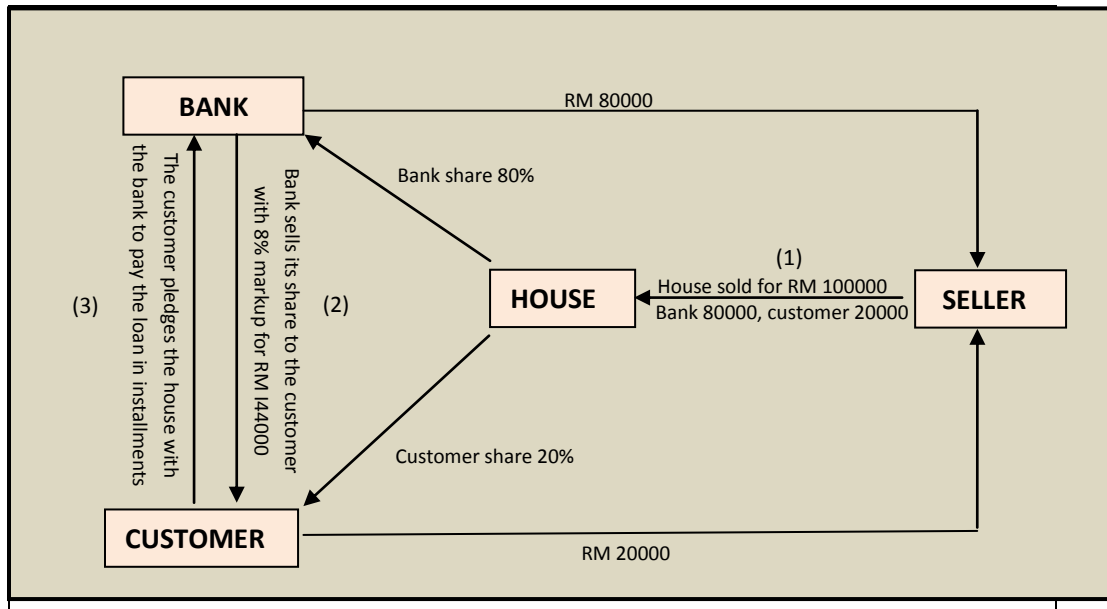 BANK
RM 80000
Bank share 80%
The customer pledges the house with
the bank to pay the loan in installments
(3)
Bank sells its share to the customer
with 8% markup for RM I44000
(2)
HOUSE
(1)
House sold for RM 100000
Bank 80000, customer 20000
SELLER
Customer share 20%
CUSTOMER
RM 20000